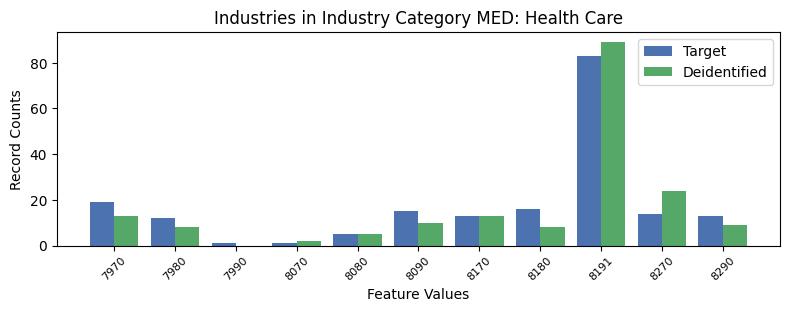 Industries in Industry Category MED: Health Care
Target
Deidentified
Record Counts
80
60
40
20
0
7970 7980 7990 8070 8080 8090 8170 8180 8191 8270 8290
Feature Values